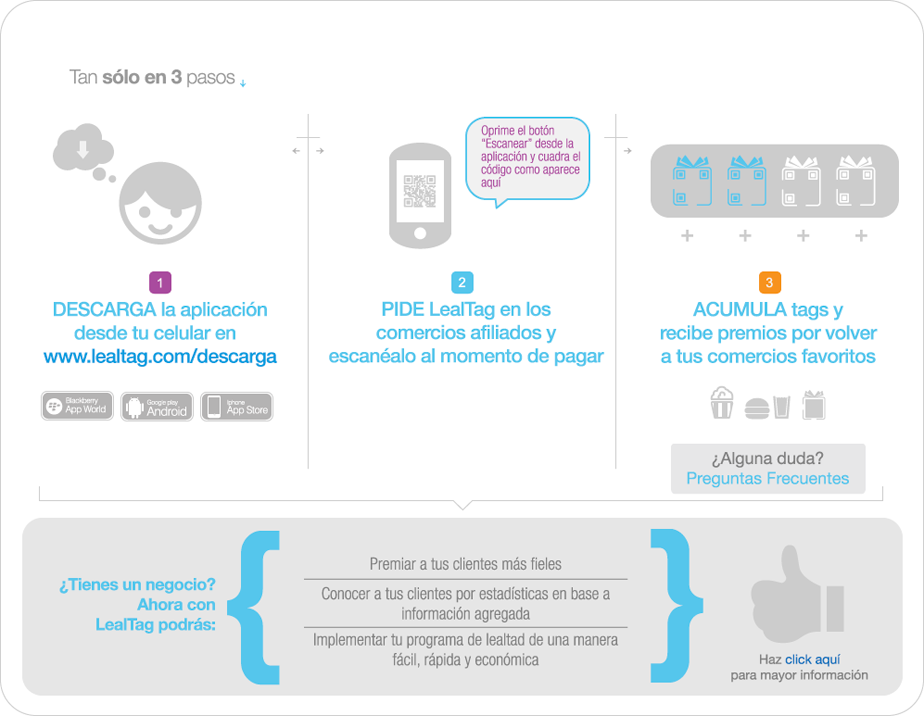 Tan sólo en 3 pasos
Oprime el botón
"Escanear" desde la
aplicación y cuadra el
código como aparece
aquí
1
DESCARGA la aplicación
desde tu celular en
www.lealtag.com/descarga
Blackberry
App World
Google play
Android
Iphone
App Store
2
PIDE LealTag en los
comercios afiliados y
escanéalo al momento de pagar
3
ACUMULA tags y
recibe premios por volver
a tus comercios favoritos
¿Alguna duda?
Preguntas Frecuentes
¿Tienes un negocio?
Ahora con
LealTag podrás:
Premiar a tus clientes más fieles
Conocer a tus clientes por estadísticas en base a
información agregada
Implementar tu programa de lealtad de una manera
fácil, rápida y económica
Haz click aquí
para mayor información